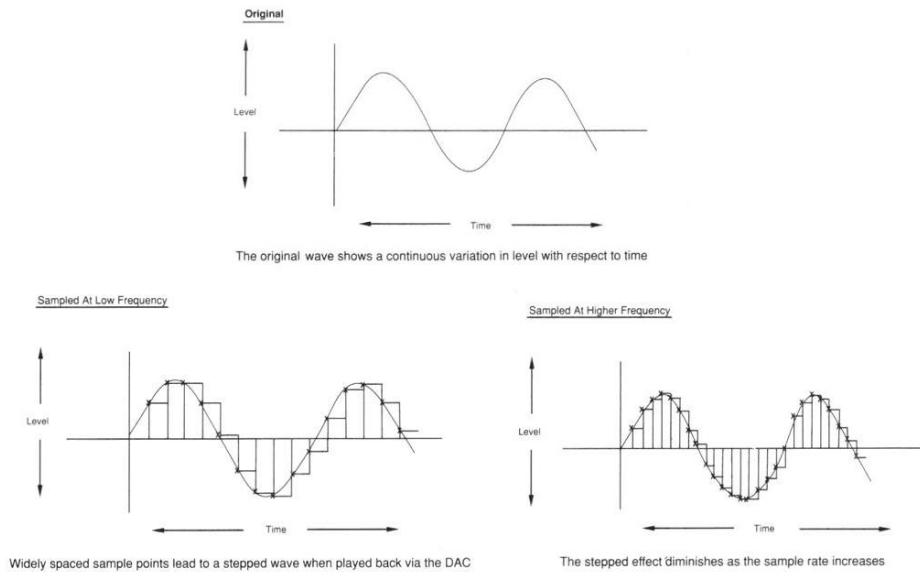 Original
Level
Time
The original wave shows a continuous variation in level with respect to time
Sampled At Low Frequency
Level
Time
Widely spaced sample points lead to a stepped wave when played back via the DAC
Sampled At Higher Frequency
Level
Time
The stepped effect diminishes as the sample rate increases